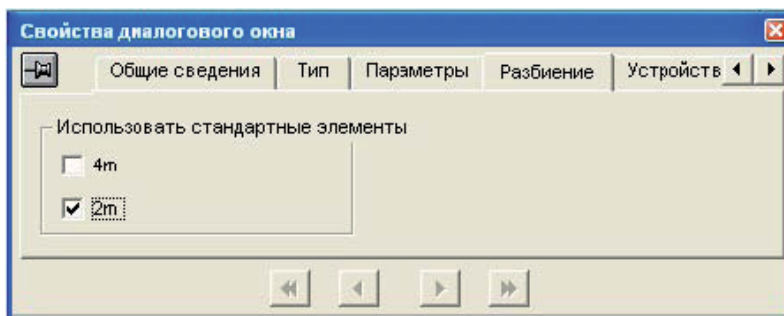 Свойства диалогового окна
Общие сведения Тип Параметры Разбиение Устройств
Использовать стандартные элементы
4m
2m